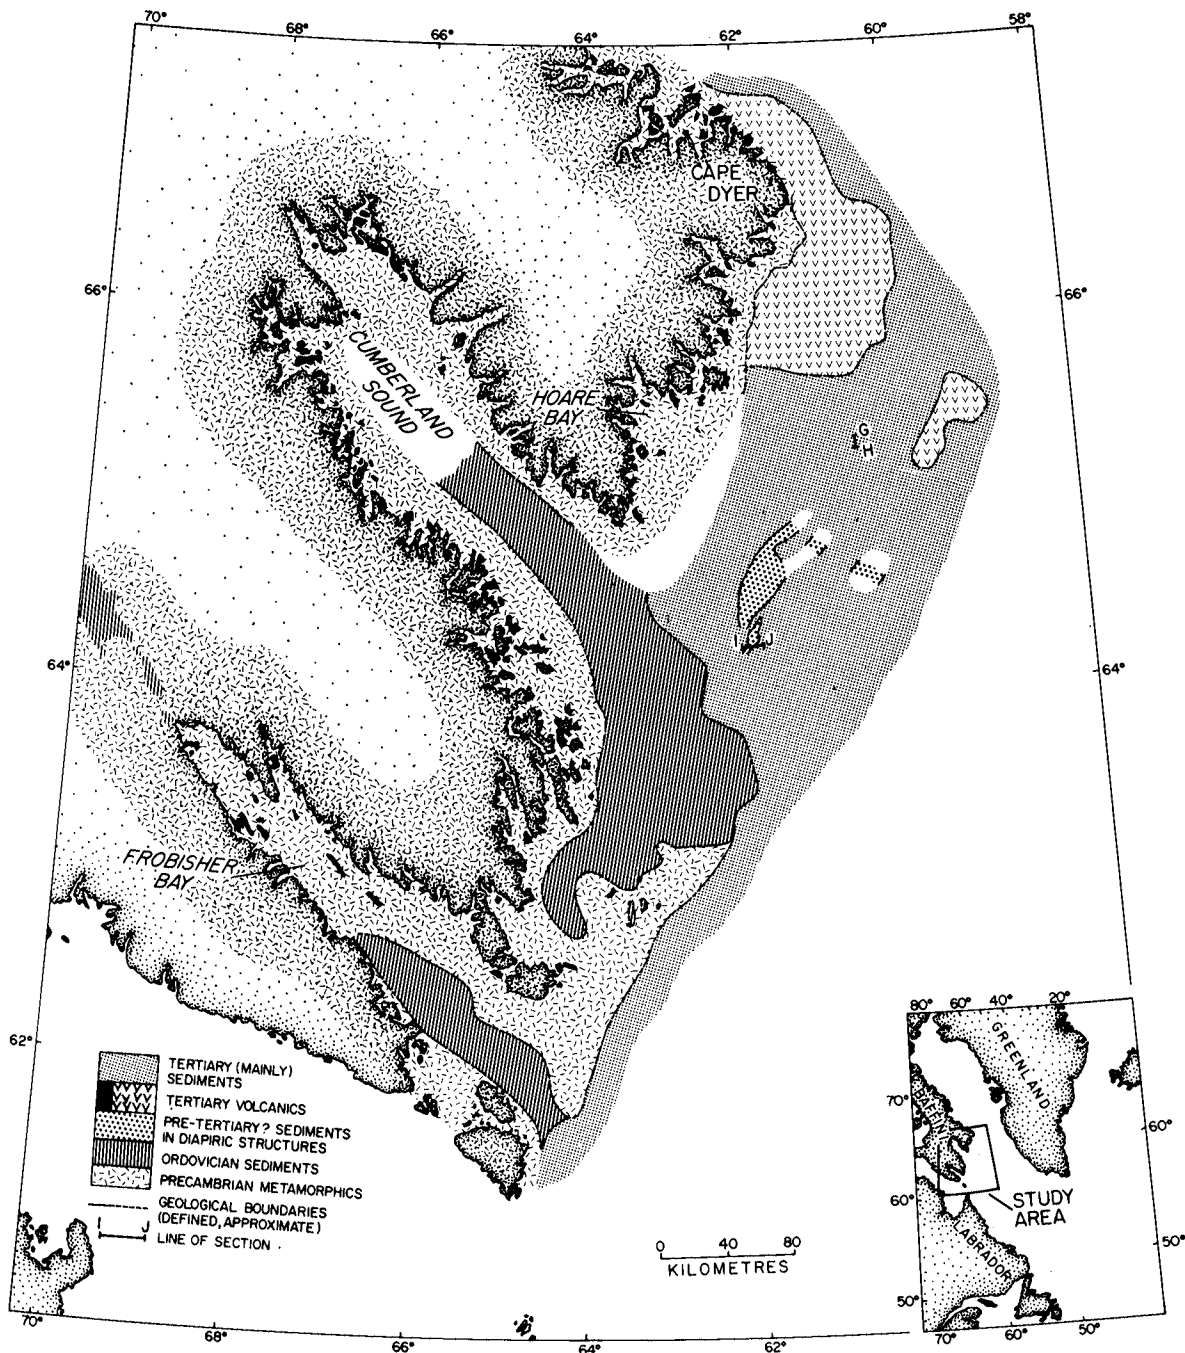 70°
68°
66°
64°
62°
60°
58°
CAPE
DYER
66°
66°
CUMBERLAND
SOUND
HOARE
BAY
G
H
I
J
64°
64°
FROBISHER
BAY
62°
TERTIARY (MAINLY)
SEDIMENTS
TERTIARY VOLCANICS
PRE-TERTIARY? SEDIMENTS
IN DIAPIRIC STRUCTURES
ORDOVICIAN SEDIMENTS
PRECAMBRIAN METAMORPHICS
GEOLOGICAL BOUNDARIES
(DEFINED, APPROXIMATE)
I J
LINE OF SECTION .
0 40 80
KILOMETRES
70°
68°
66°
64°
62°
80° 60° 40° 20°
GREENLAND
70°
BAFFIN
60°
60°
STUDY
AREA
LABRADOR
50°
50°
70° 60° 50°